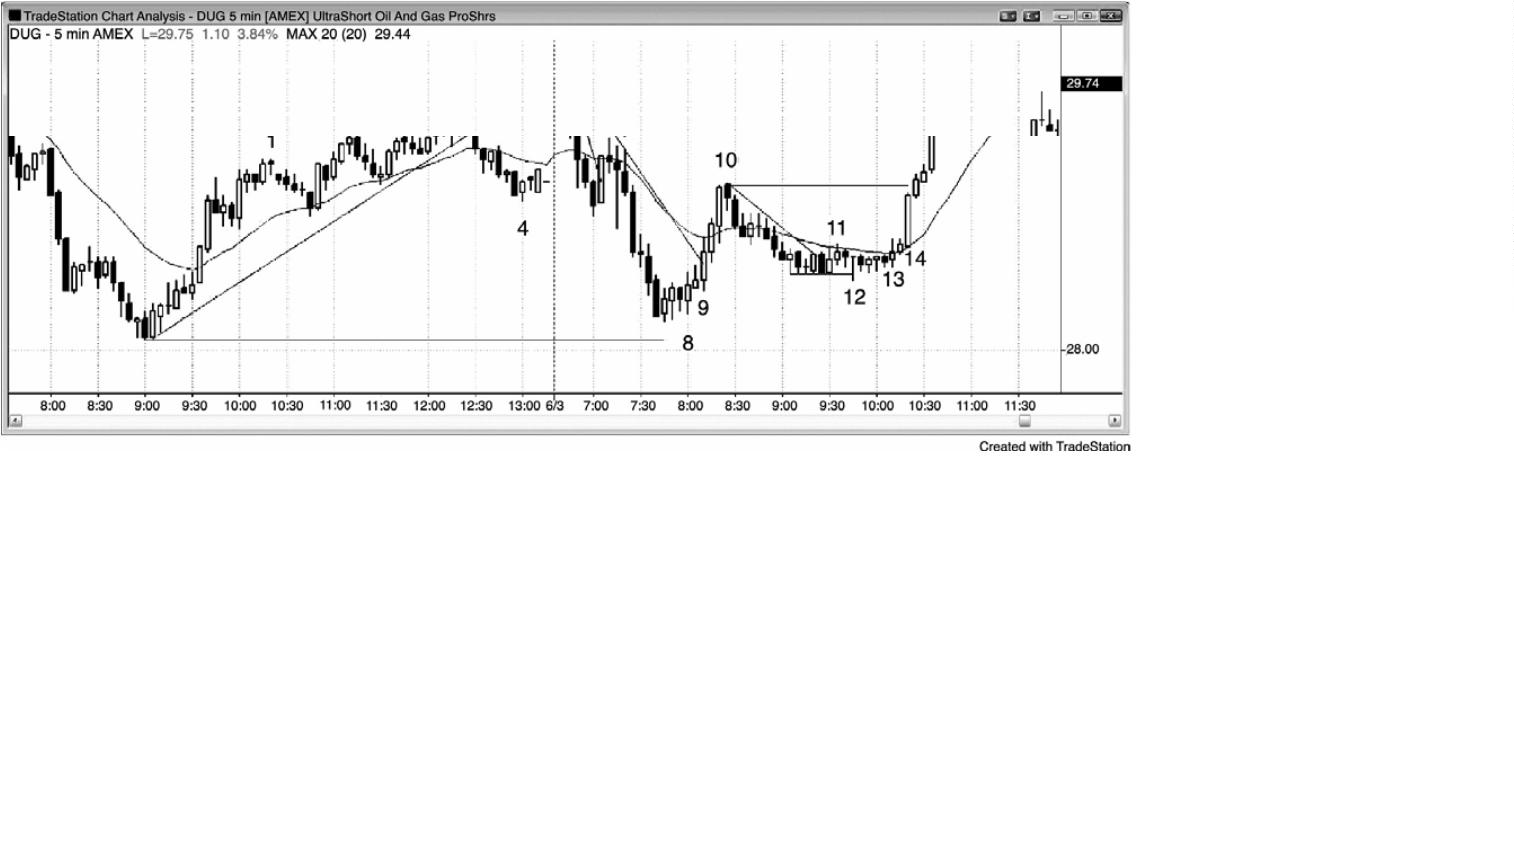 TradeStation Chart Analysis - DUG 5 min [AMEX] UltraShort Oil And Gas ProShrs
DUG - 5 min AMEX L=29.75 1.10 3.84% MAX 20 (20) 29.44
29.74
1
10
4
11
14
13
12
9
8
28.00
8:00 8:30 9:00 9:30 10:00 10:30 11:00 11:30 12:00 12:30 13:00 6/3 7:00 7:30 8:00 8:30 9:00 9:30 10:00 10:30 11:00 11:30
Created with TradeStation